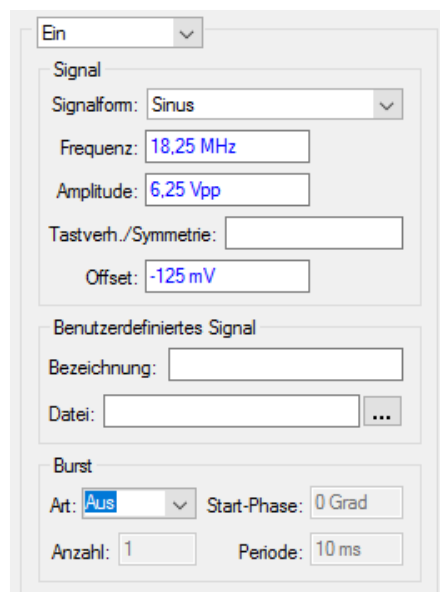 Ein
Signal
Signalform: Sinus
Frequenz: 18,25 MHz
Amplitude: 6,25 Vpp
Tastverh./Symmetrie:
Offset: -125 mV
Benutzerdefiniertes Signal
Bezeichnung:
Datei: ...
Burst
Art: Aus Start-Phase: 0 Grad
Anzahl: 1 Periode: 10 ms